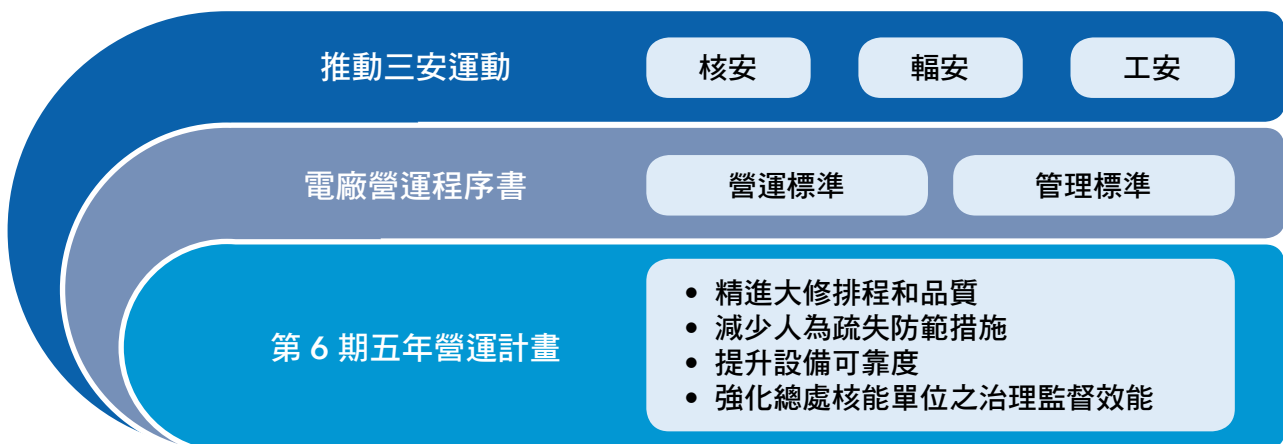 推動三安運動
核安
輻安
工安
電廠營運程序書
營運標準
管理標準
第 6 期五年營運計畫
• 精進大修排程和品質
• 減少人為疏失防範措施
• 提升設備可靠度
• 強化總處核能單位之治理監督效能